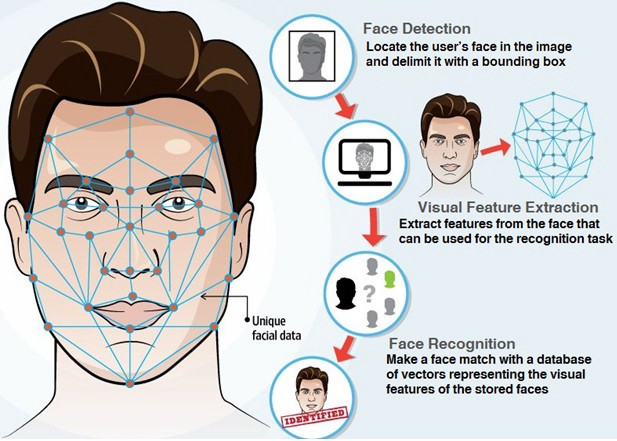 Face Detection
Locate the user's face in the image
and delimit it with a bounding box
Visual Feature Extraction
Extract features from the face that
can be used for the recognition task
Unique
facial data
?
Face Recognition
Make a face match with a database
of vectors representing the visual
features of the stored faces
IDENTIFIED